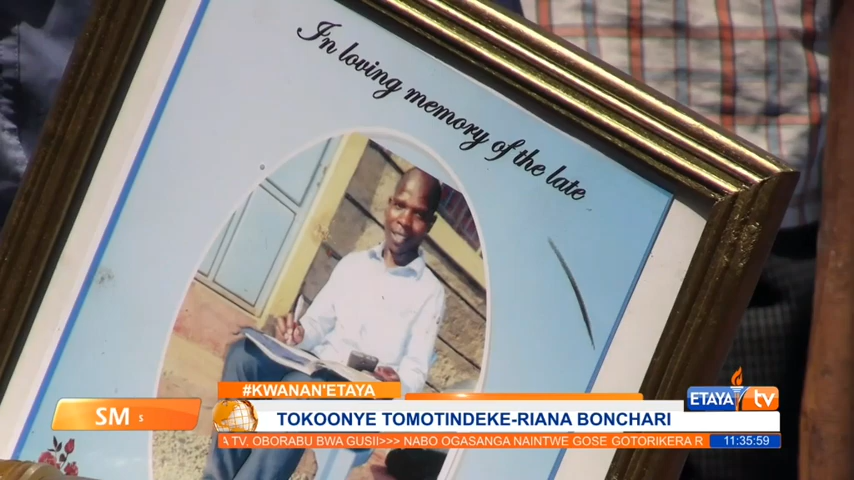 In loving memory of the late
#KWANAN'ETAYA
SM s
TOKOONYE TOMOTINDEKE-RIANA BONCHARI
ETAYA tv
A TV, OBORABU BWA GUSII>>> NABO OGASANGA NAINTWE GOSE GOTORIKERA R
11:35:59